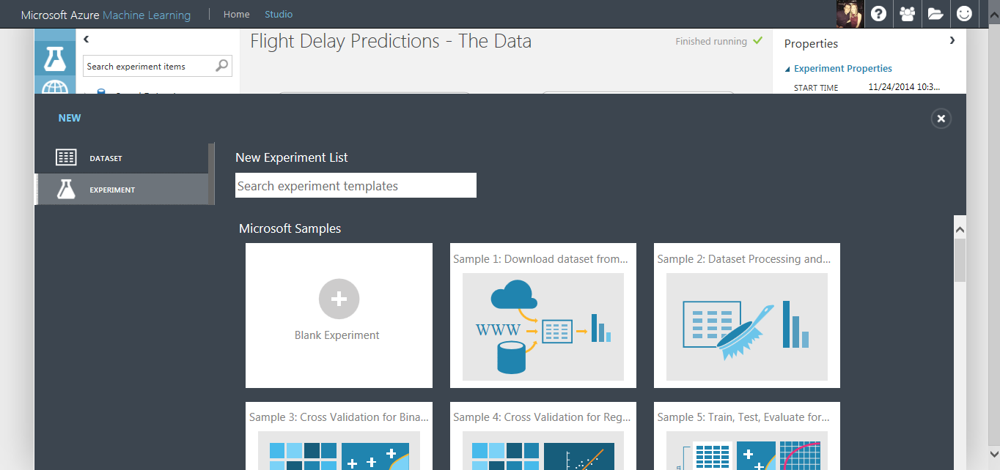 Microsoft Azure Machine Learning Home Studio
Search experiment items
Flight Delay Predictions - The Data
Finished running
Properties
Experiment Properties
START TIME 11/24/2014 10:3...
NEW
DATASET
EXPERIMENT
New Experiment List
Search experiment templates
Microsoft Samples
Blank Experiment
Sample 1: Download dataset from...
WWW
Sample 2: Dataset Processing and...
Sample 3: Cross Validation for Bina...
Sample 4: Cross Validation for Reg...
Sample 5: Train, Test, Evaluate for...